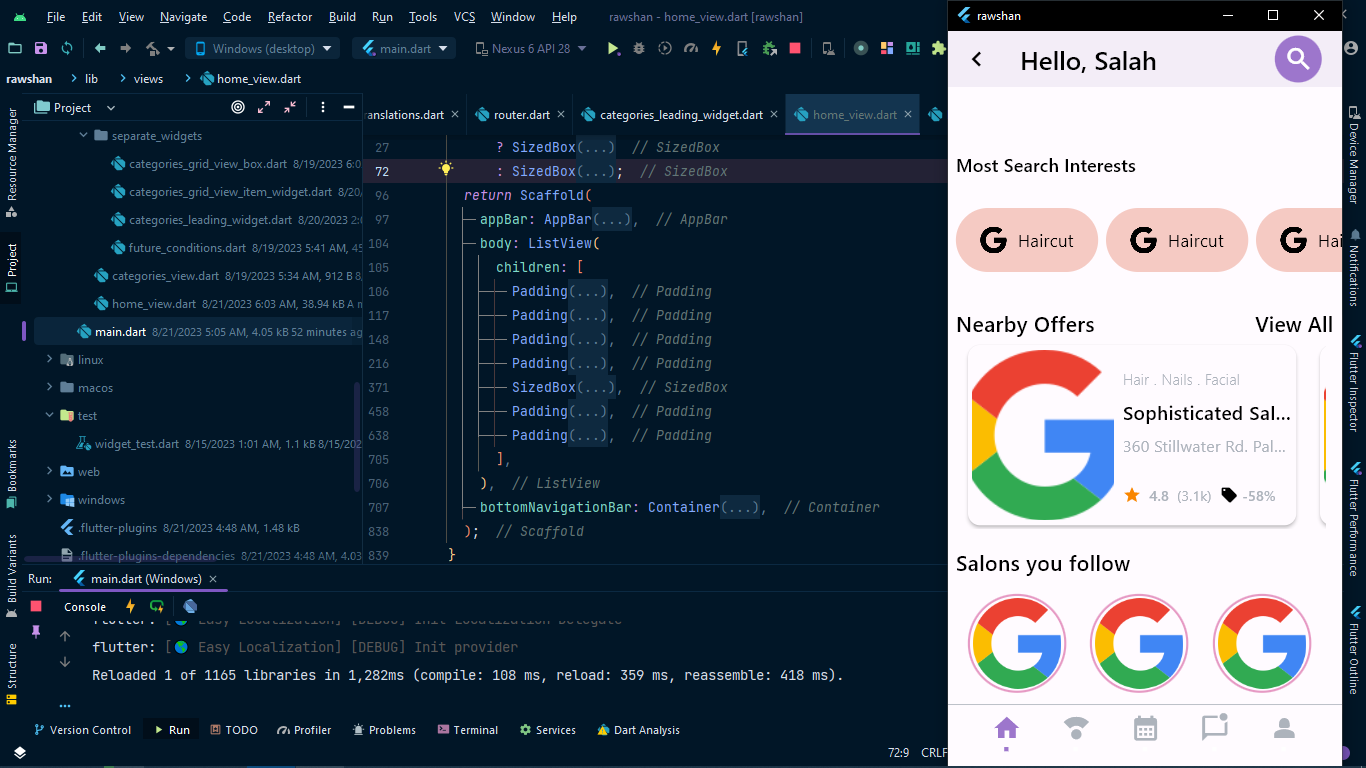 File Edit View Navigate Code Refactor Build Run Tools VCS Window Help rawshan - home_view.dart [rawshan]
Windows (desktop) main.dart Nexus 6 API 28
rawshan lib views home_view.dart
Project
separate_widgets
categories_grid_view_box.dart 8/19/2023 6:0
categories_grid_view_item_widget.dart 8/20/
categories_leading_widget.dart 8/20/2023 2:
future_conditions.dart 8/19/2023 5:41 AM, 45
categories_view.dart 8/19/2023 5:34 AM, 912 B 8/
home_view.dart 8/21/2023 6:03 AM, 38.94 kB A m
main.dart 8/21/2023 5:05 AM, 4.05 kB 52 minutes ag
linux
macos
test
widget_test.dart 8/15/2023 1:01 AM, 1.1 kB 8/15/202
web
windows
.flutter-plugins 8/21/2023 4:48 AM, 1.48 kB
.flutter-plugins-dependencies 8/21/2023 4:48 AM, 4.03
Resource Manager
Project
Bookmarks
Build Variants
Structure
ranslations.dart router.dart categories_leading_widget.dart home_view.dart
27 ? SizedBox(...) // SizedBox
72 : SizedBox(...); // SizedBox
96 return Scaffold(
97 appBar: AppBar(...), // AppBar
104 body: ListView(
105 children: [
106 Padding(...), // Padding
117 Padding(...), // Padding
148 Padding(...), // Padding
216 Padding(...), // Padding
371 SizedBox(...), // SizedBox
458 Padding(...), // Padding
638 Padding(...), // Padding
705 ],
706 ), // ListView
707 bottomNavigationBar: Container(...), // Container
838 ); // Scaffold
839 }
Run: main.dart (Windows)
Console
flutter: [ Easy Localization] [DEBUG] Init Localization Delegate
flutter: [ Easy Localization] [DEBUG] Init provider
Reloaded 1 of 1165 libraries in 1,282ms (compile: 108 ms, reload: 359 ms, reassemble: 418 ms).
...
Version Control Run TODO Profiler Problems Terminal Services Dart Analysis
72:9 CRLF
rawshan
Hello, Salah
Most Search Interests
Haircut Haircut Hai
Nearby Offers View All
Hair . Nails . Facial
Sophisticated Sal...
360 Stillwater Rd. Pal...
4.8 (3.1k) -58%
Salons you follow
Device Manager
Notifications
Flutter Inspector
Flutter Performance
Flutter Outline